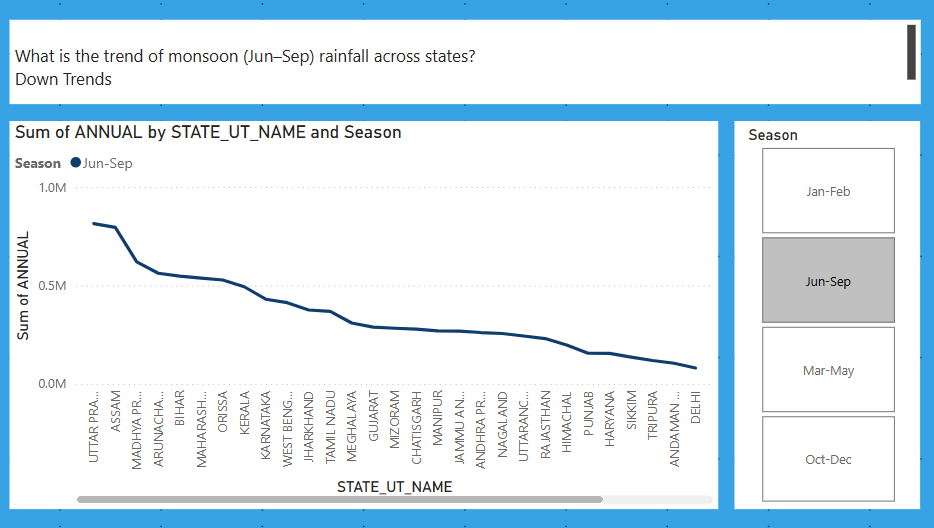 What is the trend of monsoon (Jun–Sep) rainfall across states?
Down Trends
Sum of ANNUAL by STATE_UT_NAME and Season
Season
Jun-Sep
1.0M
0.5M
0.0M
Sum of ANNUAL
UTTAR PRA...
ASSAM
MADHYA PR...
ARUNACHA...
BIHAR
MAHARASH...
ORISSA
KERALA
KARNATAKA
WEST BENG...
JHARKHAND
TAMIL NADU
MEGHALAYA
GUJARAT
MIZORAM
CHATISGARH
MANIPUR
JAMMU AN...
ANDHRA PR...
NAGALAND
UTTARANC...
RAJASTHAN
HIMACHAL
PUNJAB
HARYANA
SIKKIM
TRIPURA
ANDAMAN ...
DELHI
STATE_UT_NAME
Season
Jan-Feb
Jun-Sep
Mar-May
Oct-Dec